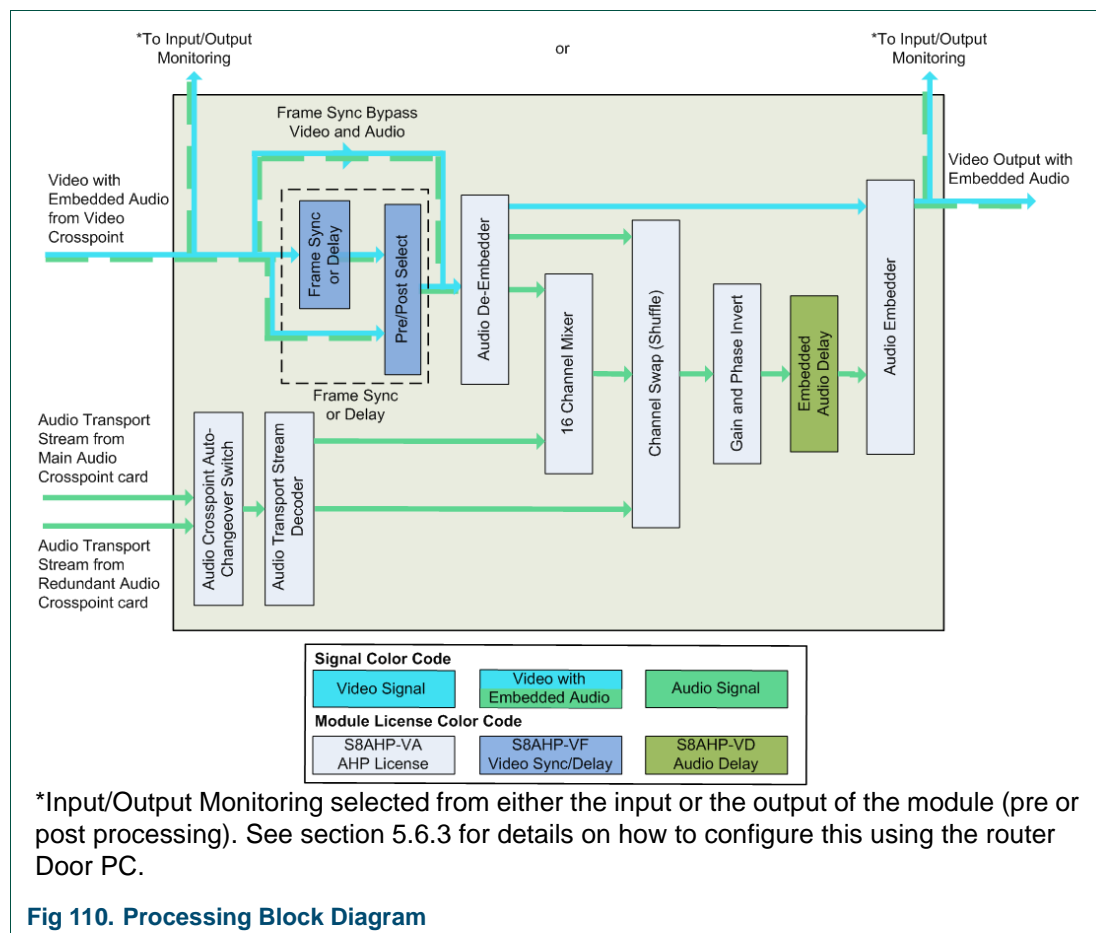 *To Input/Output
Monitoring
or
*To Input/Output
Monitoring
Frame Sync Bypass
Video and Audio
Video with
Embedded Audio
from Video
Crosspoint
Video Output with
Embedded Audio
Frame Sync
or Delay
Pre/Post Select
Frame Sync
or Delay
Audio De-Embedder
16 Channel Mixer
Channel Swap (Shuffle)
Gain and Phase Invert
Embedded
Audio Delay
Audio Embedder
Audio Transport
Stream from
Main Audio
Crosspoint card
Audio Transport
Stream from
Redundant Audio
Crosspoint card
Audio Crosspoint Auto-
Changeover Switch
Audio Transport Stream
Decoder
Signal Color Code
Video Signal
Video with
Embedded Audio
Audio Signal
Module License Color Code
S8AHP-VA
AHP License
S8AHP-VF
Video Sync/Delay
S8AHP-VD
Audio Delay
*Input/Output Monitoring selected from either the input or the output of the module (pre or
post processing). See section 5.6.3 for details on how to configure this using the router
Door PC.
Fig 110. Processing Block Diagram